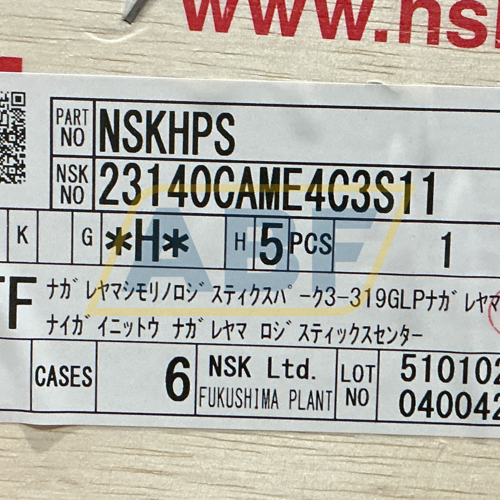 www.nsk
PART NO NSKHPS
NSK NO 23140CAME4C3S11
K G *H* H 5 PCS 1
TF ﾅｶﾞﾚﾔﾏｼﾓﾘﾉﾛｼﾞｽﾃｨｸｽﾊﾟｰｸ3-319GLPﾅｶﾞﾚﾔﾏ
ﾅｲｶﾞｲﾆｯﾄｳ ﾅｶﾞﾚﾔﾏ ﾛｼﾞｽﾃｨｯｸｽｾﾝﾀｰ
CASES 6 NSK Ltd. FUKUSHIMA PLANT LOT NO 510102
040042
ABF